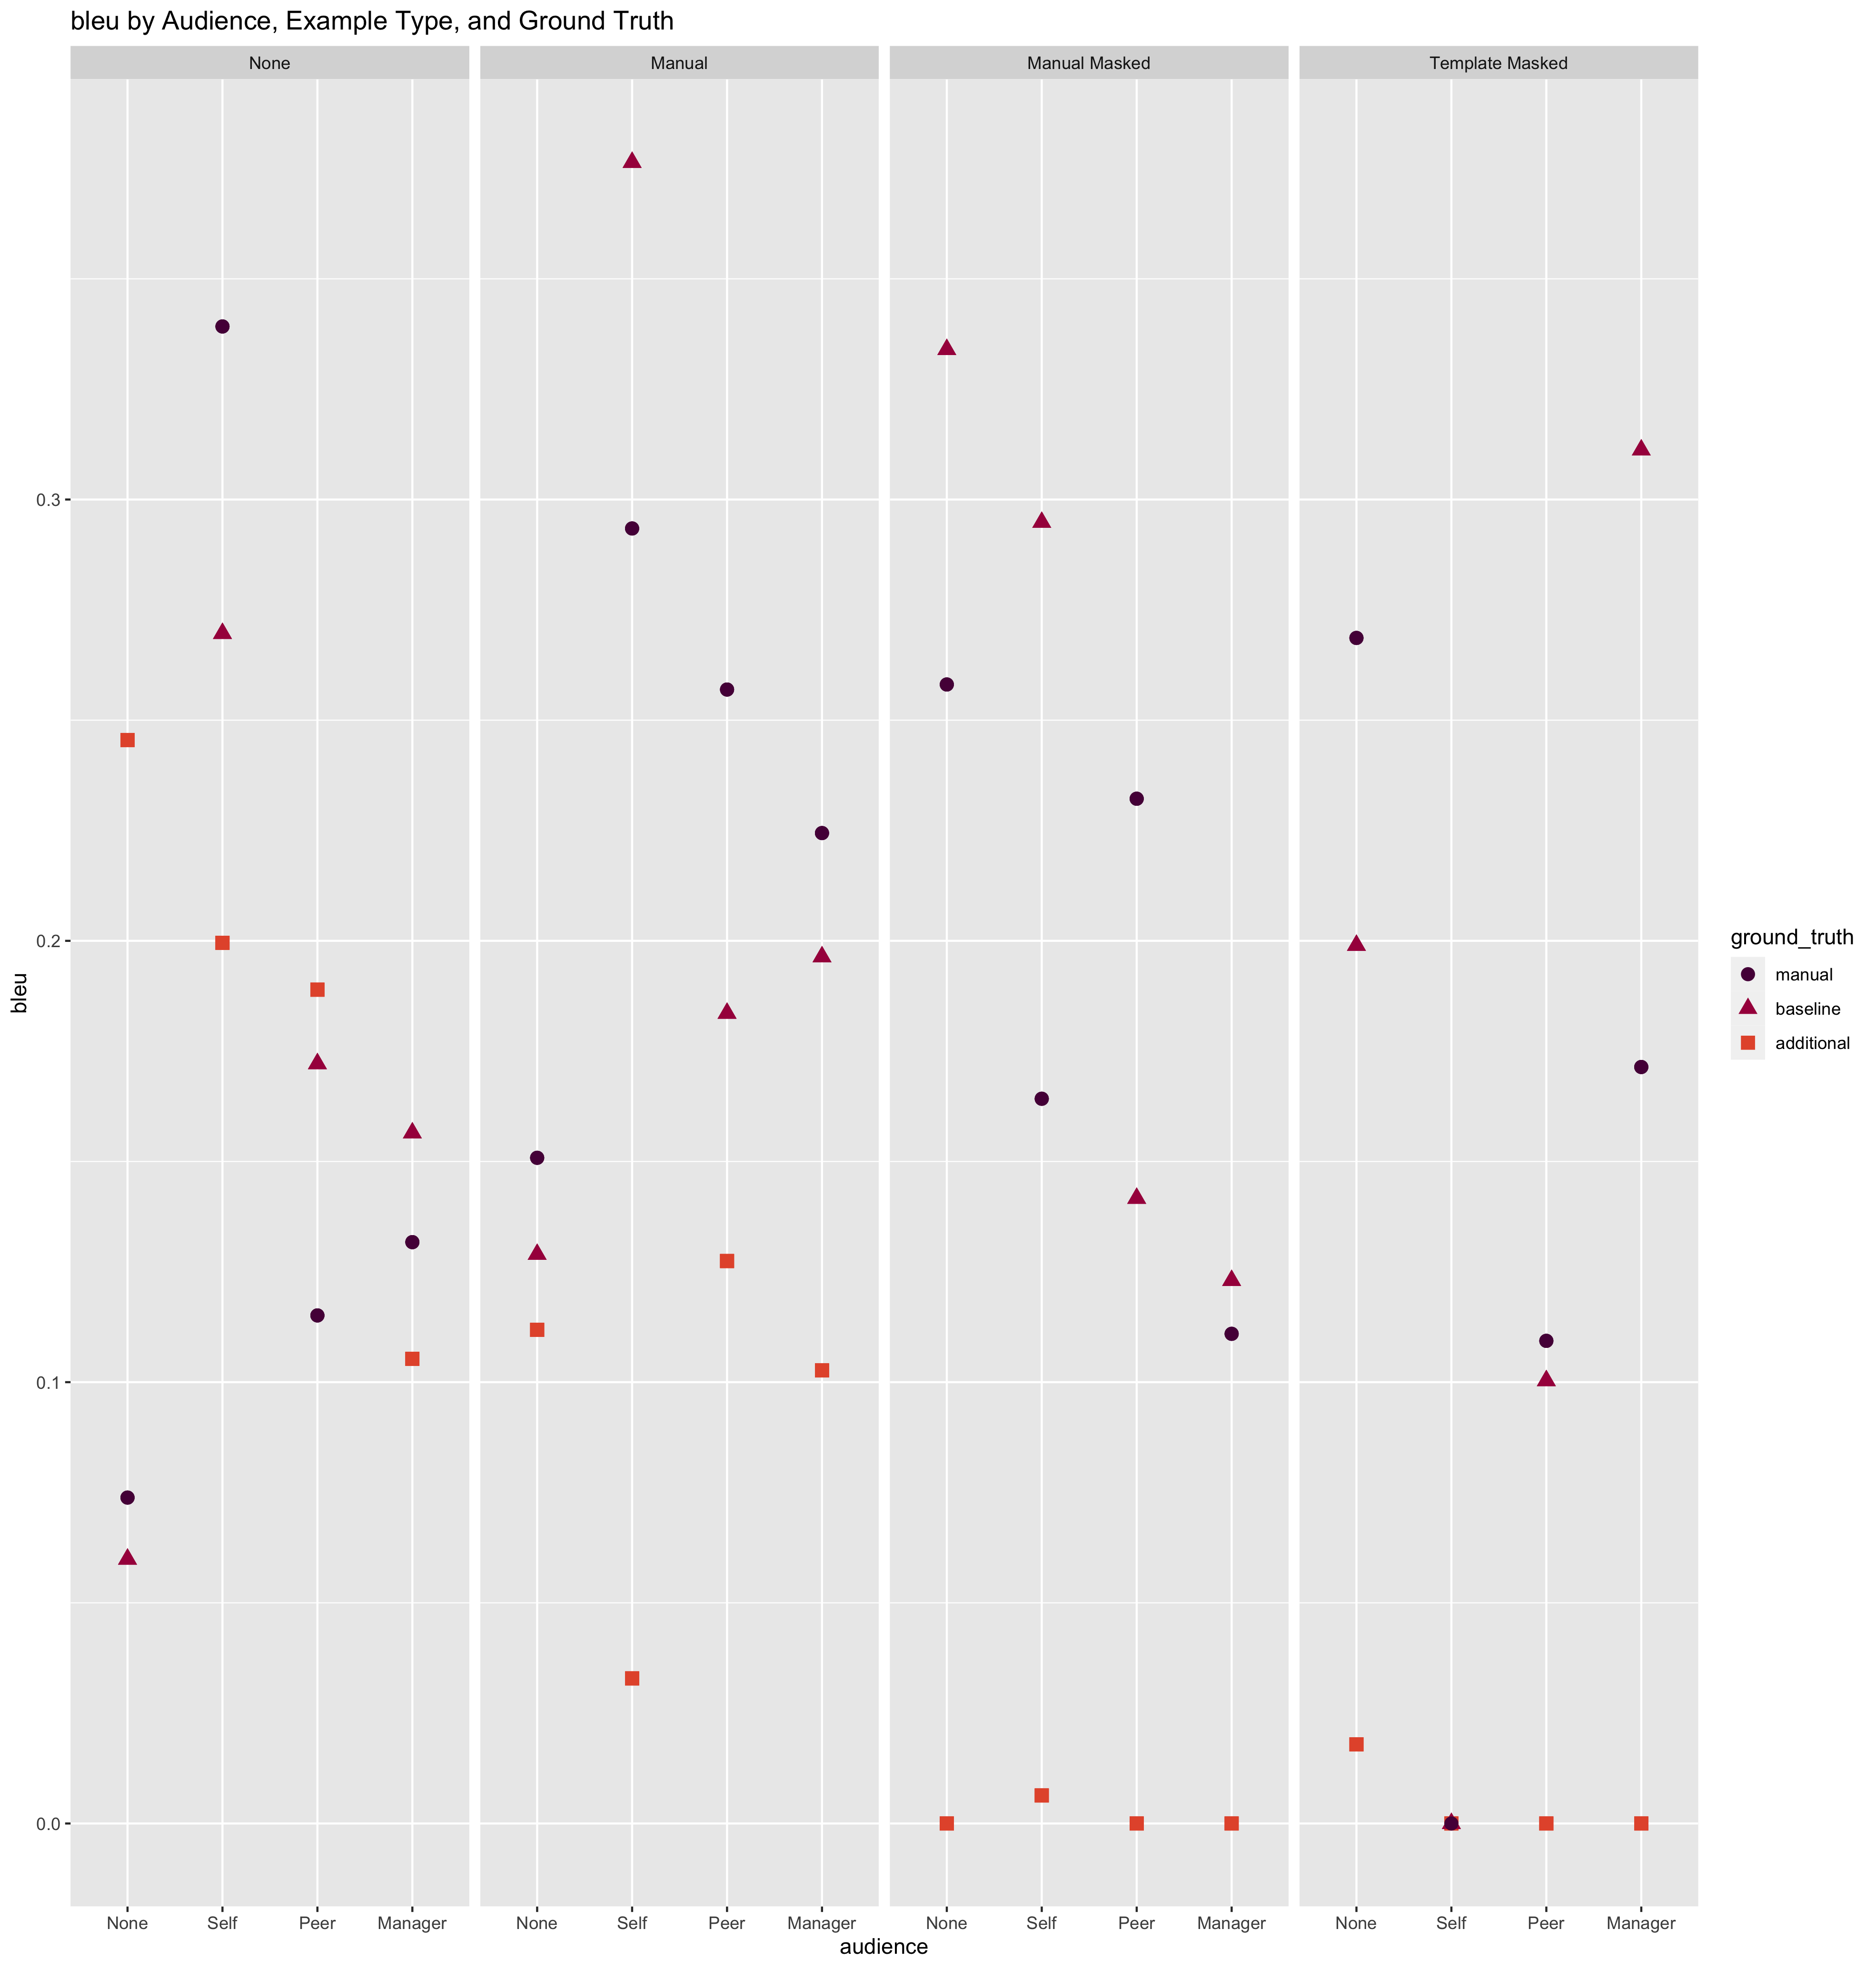 bleu by Audience, Example Type, and Ground Truth
None
Manual
Manual Masked
Template Masked
bleu
0.3
0.2
0.1
0.0
None Self Peer Manager
None Self Peer Manager
None Self Peer Manager
None Self Peer Manager
audience
ground_truth
manual
baseline
additional